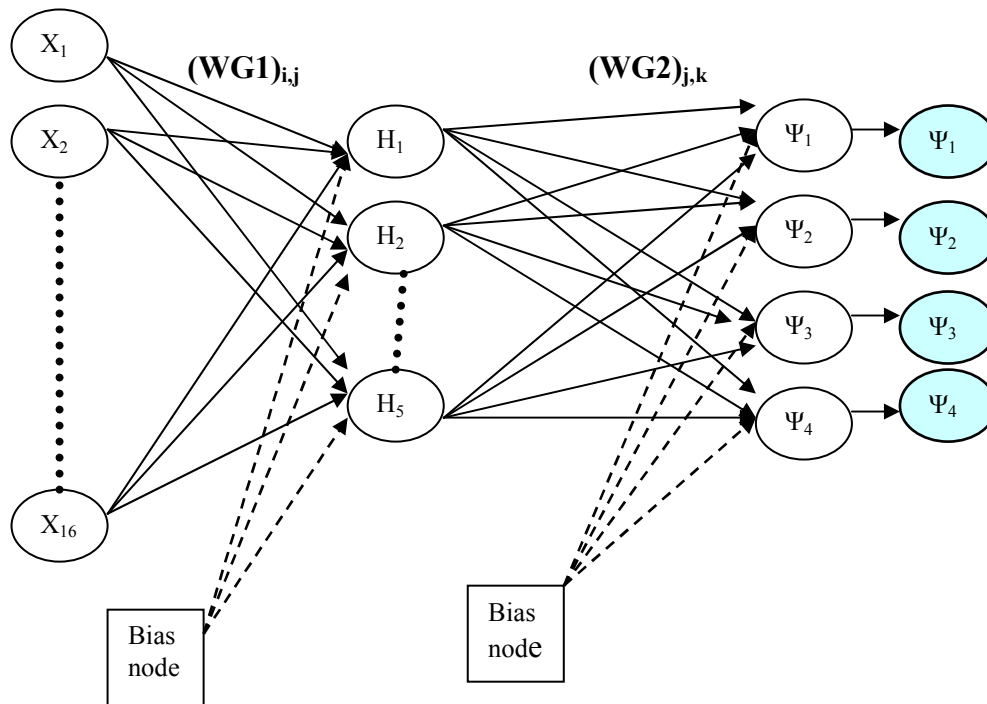 X₁
(WG1)i,j
(WG2)j,k
X₂
H₁
Ψ₁
Ψ₁
H₂
Ψ₂
Ψ₂
Ψ₃
Ψ₃
H₅
Ψ₄
Ψ₄
X₁₆
Bias
node
Bias
node